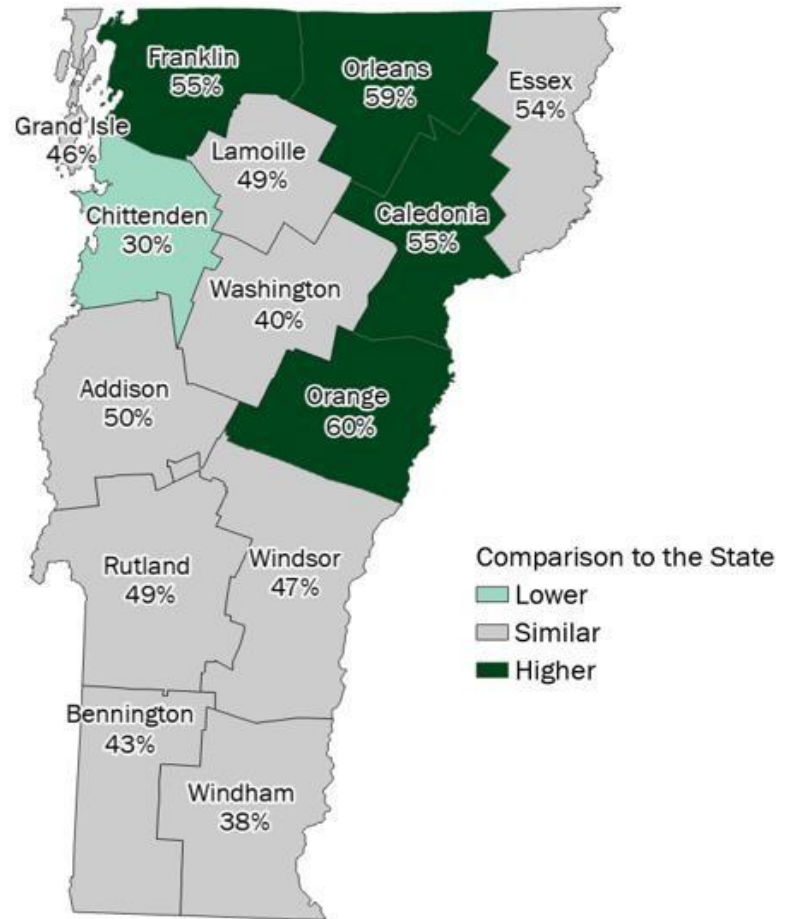 Franklin
55%
Orleans
59%
Essex
54%
Grand Isle
46%
Lamoille
49%
Chittenden
30%
Caledonia
55%
Washington
40%
Addison
50%
Orange
60%
Rutland
49%
Windsor
47%
Comparison to the State
Lower
Similar
Higher
Bennington
43%
Windham
38%